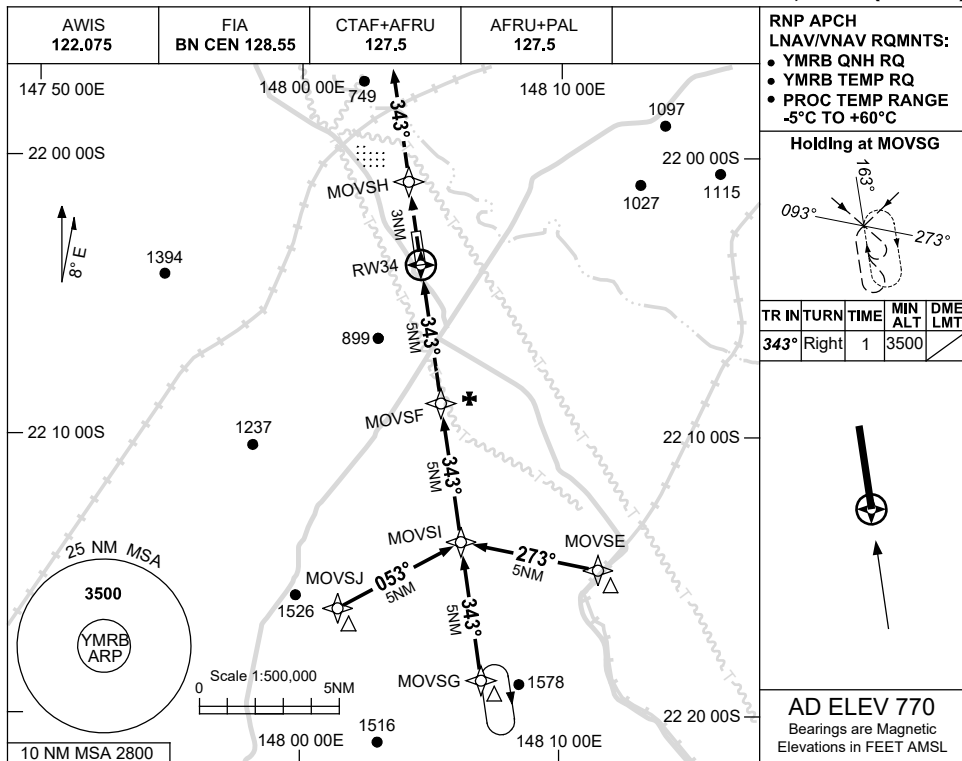 AWIS
122.075
FIA
BN CEN 128.55
CTAF+AFRU
127.5
AFRU+PAL
127.5
RNP APCH
LNAV/VNAV RQMNTS:
• YMRB QNH RQ
• YMRB TEMP RQ
• PROC TEMP RANGE
-5°C TO +60°C
Holding at MOVSG
163°
093°
273°
TR IN TURN TIME MIN ALT DME LMT
343° Right 1 3500
AD ELEV 770
Bearings are Magnetic
Elevations in FEET AMSL
147 50 00E
148 00 00E
148 10 00E
749
343°
1097
22 00 00S
22 00 00S
1027
1115
MOVSH
3NM
8° E
1394
RW34
343°
5NM
899
MOVSF
1237
22 10 00S
22 10 00S
343°
5NM
MOVSI
MOVSE
273°
5NM
MOVSJ
053°
5NM
1526
343°
5NM
25 NM MSA
3500
YMRB
ARP
Scale 1:500,000
0
5NM
MOVSG
1578
1516
22 20 00S
148 00 00E
148 10 00E
10 NM MSA 2800